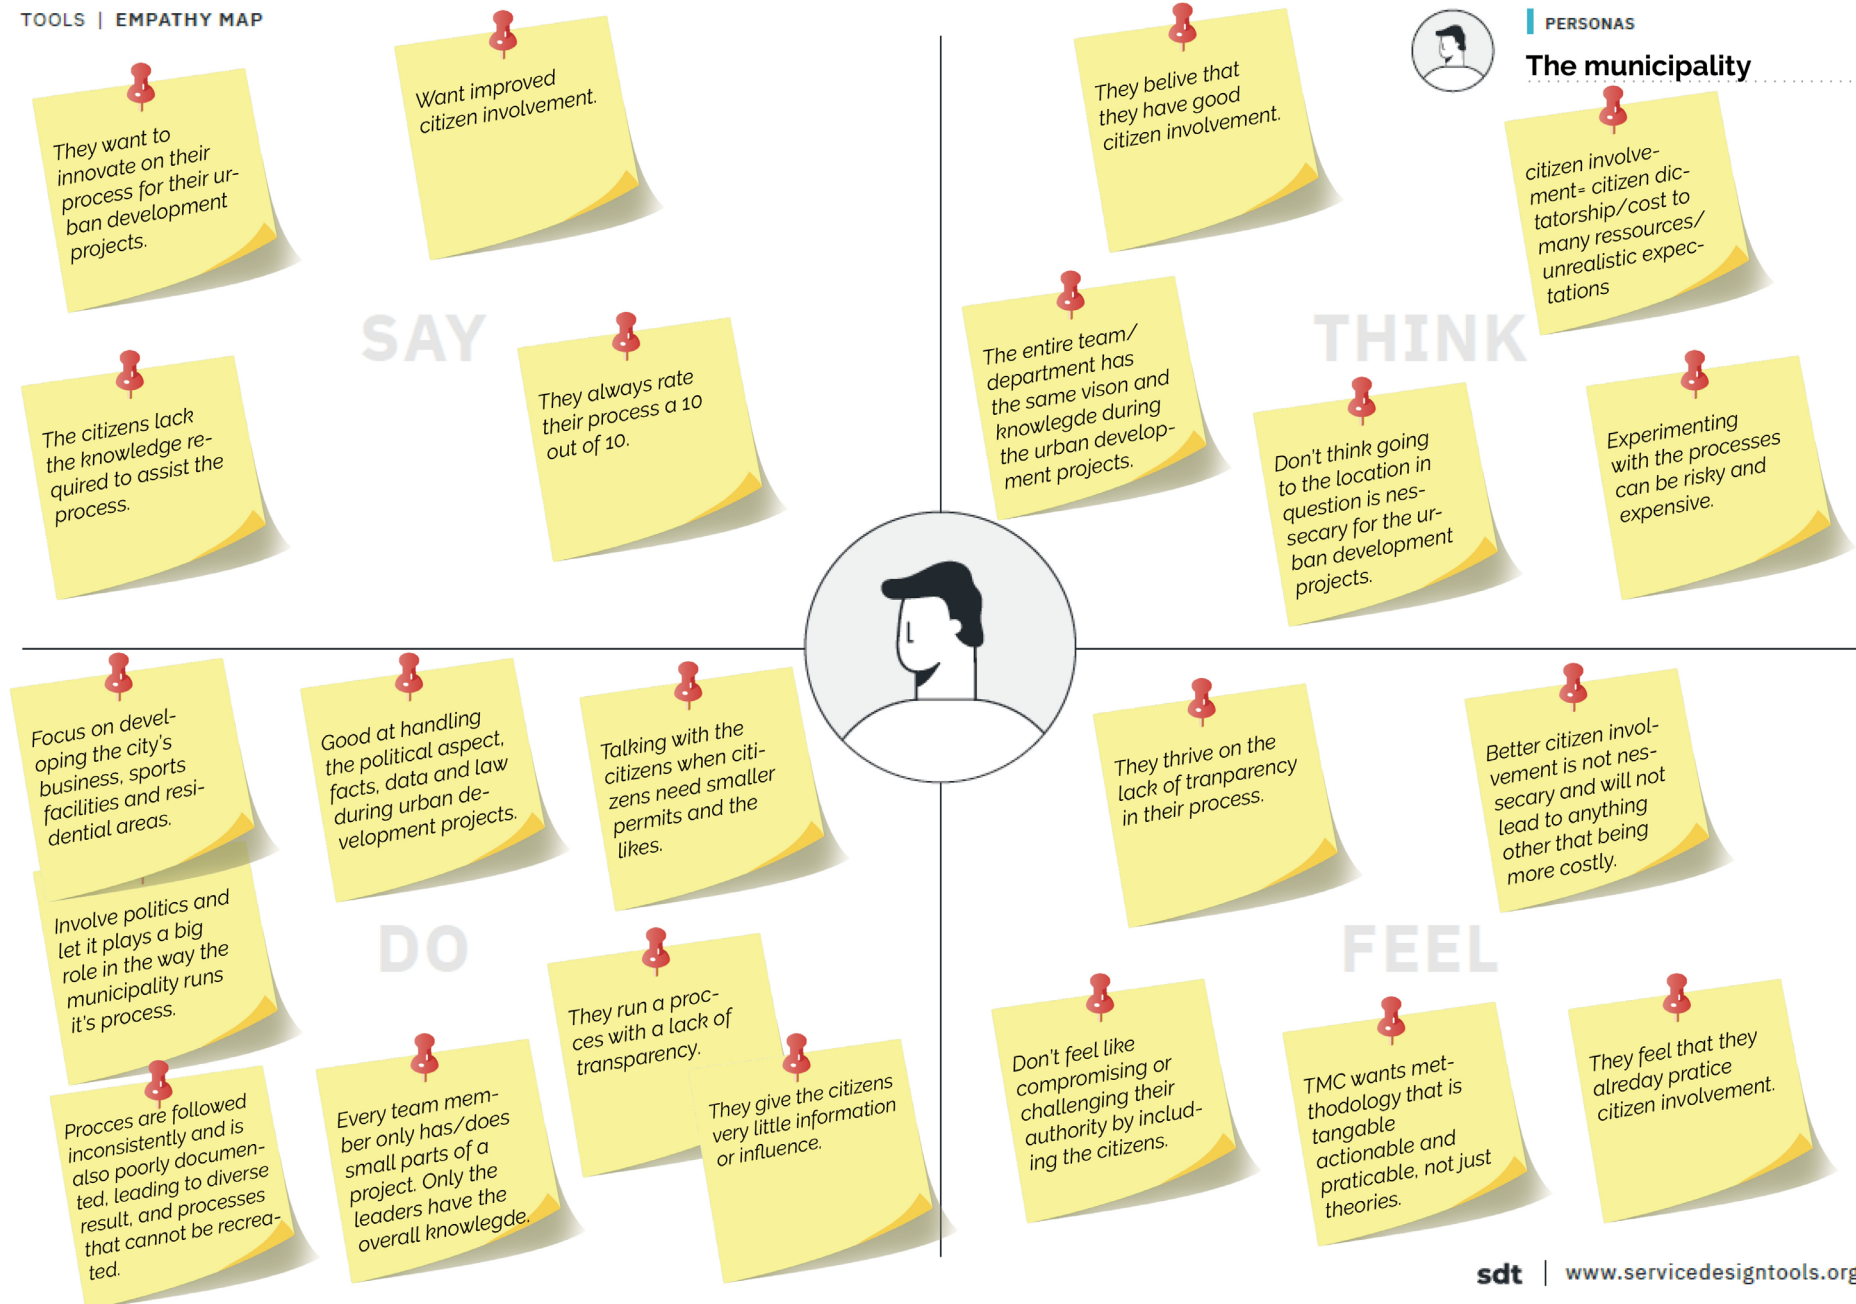 TOOLS | EMPATHY MAP
PERSONAS
The municipality
SAY
They want to
innovate on their
process for their ur-
ban development
projects.
Want improved
citizen involvement.
The citizens lack
the knowledge re-
quired to assist the
process.
They always rate
their process a 10
out of 10.
THINK
They belive that
they have good
citizen involvement.
citizen involve-
ment= citizen dic-
tatorship/cost to
many ressources/
unrealistic expec-
tations
The entire team/
department has
the same vison and
knowlegde during
the urban develop-
ment projects.
Don't think going
to the location in
question is nes-
secary for the ur-
ban development
projects.
Experimenting
with the processes
can be risky and
expensive.
DO
Focus on devel-
oping the city's
business, sports
facilities and resi-
dential areas.
Good at handling
the political aspect,
facts, data and law
during urban de-
velopment projects.
Talking with the
citizens when citi-
zens need smaller
permits and the
likes.
Involve politics and
let it plays a big
role in the way the
municipality runs
it's process.
They run a proc-
ces with a lack of
transparency.
Procces are followed
inconsistently and is
also poorly documen-
ted, leading to diverse
result, and processes
that cannot be recrea-
ted.
Every team mem-
ber only has/does
small parts of a
project. Only the
leaders have the
overall knowlegde.
They give the citizens
very little information
or influence.
FEEL
They thrive on the
lack of tranparency
in their process.
Better citizen invol-
vement is not nes-
secary and will not
lead to anything
other that being
more costly.
Don't feel like
compromising or
challenging their
authority by includ-
ing the citizens.
TMC wants met-
thodology that is
tangable
actionable and
praticable, not just
theories.
They feel that they
alreday pratice
citizen involvement.
sdt | www.servicedesigntools.org